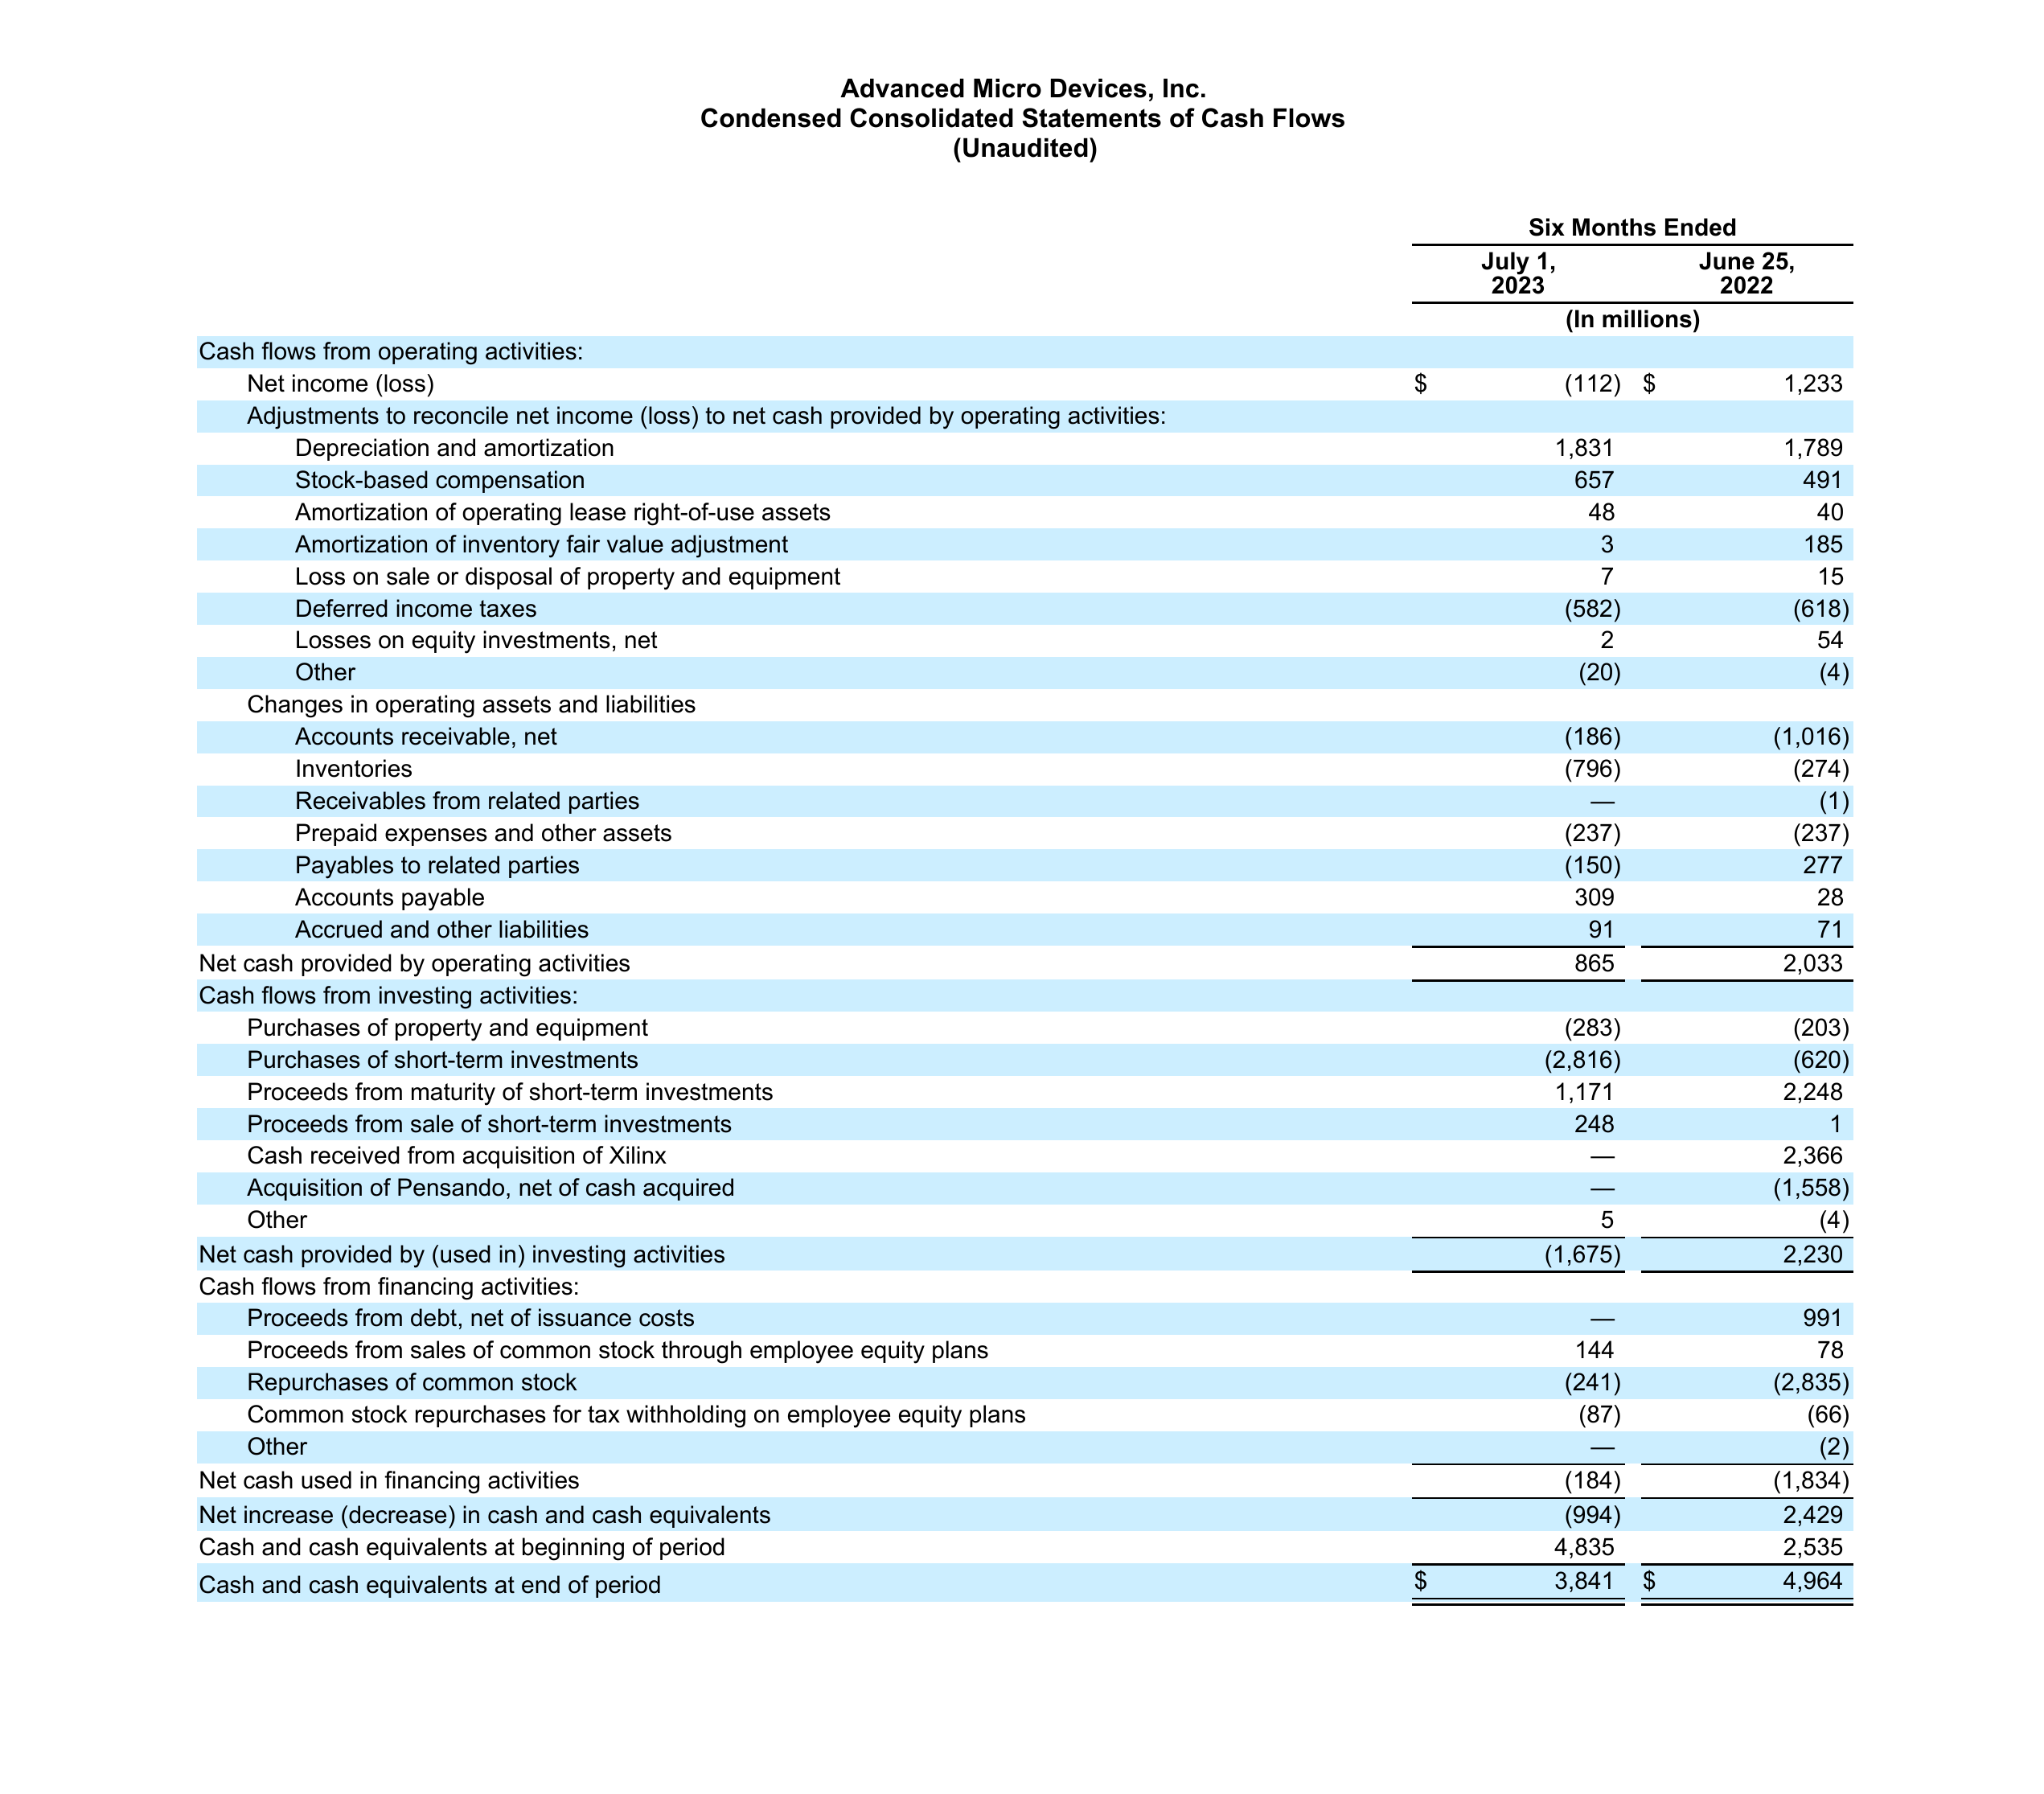 Advanced Micro Devices, Inc.
Condensed Consolidated Statements of Cash Flows
(Unaudited)
Six Months Ended
July 1, 2023 June 25, 2022
(In millions)
Cash flows from operating activities:
Net income (loss) $ (112) $ 1,233
Adjustments to reconcile net income (loss) to net cash provided by operating activities:
Depreciation and amortization 1,831 1,789
Stock-based compensation 657 491
Amortization of operating lease right-of-use assets 48 40
Amortization of inventory fair value adjustment 3 185
Loss on sale or disposal of property and equipment 7 15
Deferred income taxes (582) (618)
Losses on equity investments, net 2 54
Other (20) (4)
Changes in operating assets and liabilities
Accounts receivable, net (186) (1,016)
Inventories (796) (274)
Receivables from related parties — (1)
Prepaid expenses and other assets (237) (237)
Payables to related parties (150) 277
Accounts payable 309 28
Accrued and other liabilities 91 71
Net cash provided by operating activities 865 2,033
Cash flows from investing activities:
Purchases of property and equipment (283) (203)
Purchases of short-term investments (2,816) (620)
Proceeds from maturity of short-term investments 1,171 2,248
Proceeds from sale of short-term investments 248 1
Cash received from acquisition of Xilinx — 2,366
Acquisition of Pensando, net of cash acquired — (1,558)
Other 5 (4)
Net cash provided by (used in) investing activities (1,675) 2,230
Cash flows from financing activities:
Proceeds from debt, net of issuance costs — 991
Proceeds from sales of common stock through employee equity plans 144 78
Repurchases of common stock (241) (2,835)
Common stock repurchases for tax withholding on employee equity plans (87) (66)
Other — (2)
Net cash used in financing activities (184) (1,834)
Net increase (decrease) in cash and cash equivalents (994) 2,429
Cash and cash equivalents at beginning of period 4,835 2,535
Cash and cash equivalents at end of period $ 3,841 $ 4,964